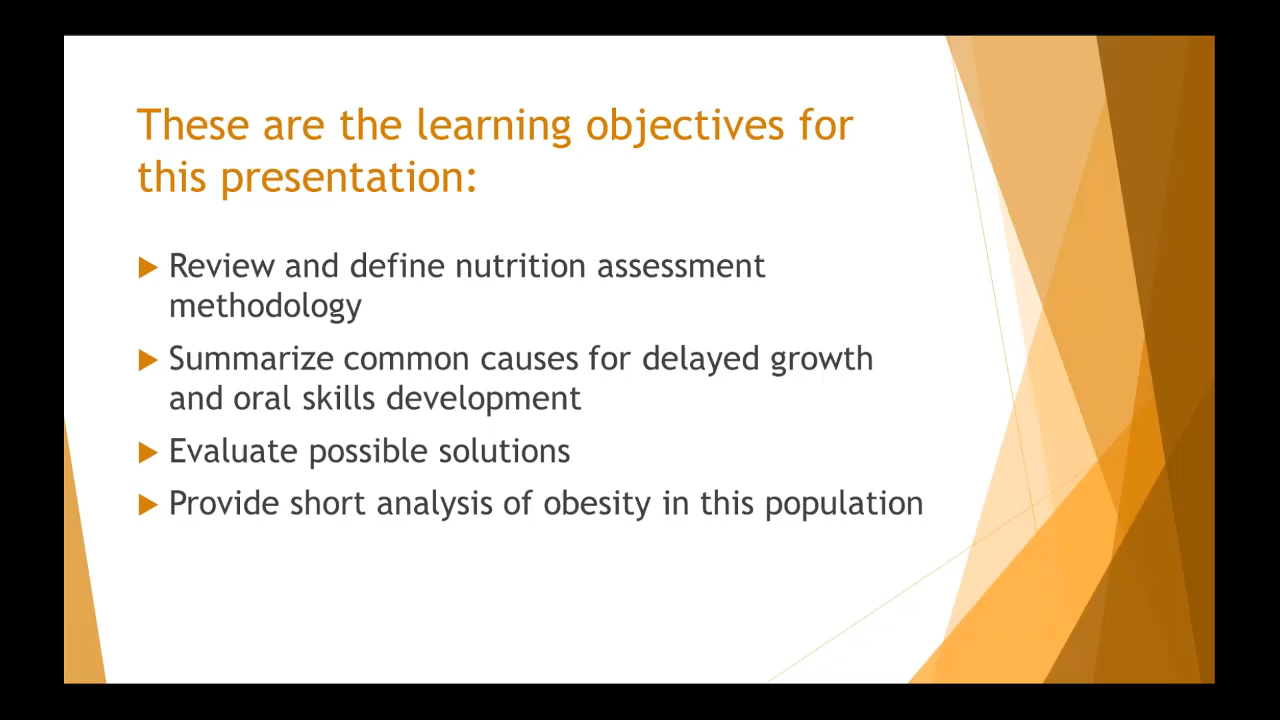 These are the learning objectives for
this presentation:
Review and define nutrition assessment
methodology
Summarize common causes for delayed growth
and oral skills development
Evaluate possible solutions
Provide short analysis of obesity in this population